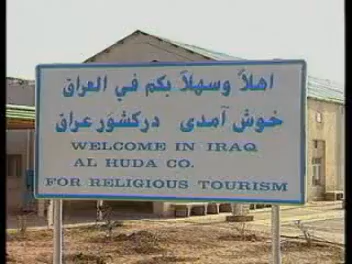 اهلاً وسهلاً بكم في العراق
خوش آمدی درکشور عراق
WELCOME IN IRAQ
AL HUDA CO.
FOR RELIGIOUS TOURISM